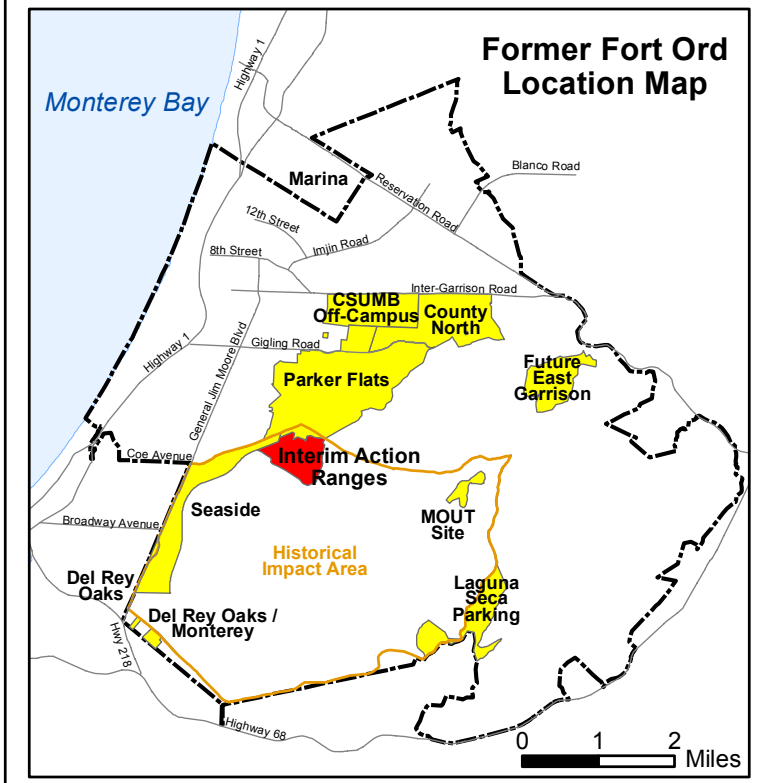 Former Fort Ord
Location Map
Monterey Bay
Highway 1
Marina
Blanco Road
Reservation Road
12th Street
Imjin Road
8th Street
Inter-Garrison Road
CSUMB
Off-Campus
County
North
Gigling Road
Highway 1
General Jim Moore Blvd
Parker Flats
Future
East
Garrison
Coe Avenue
Interim Action
Ranges
Seaside
MOUT
Site
Broadway Avenue
Historical
Impact Area
Del Rey
Oaks
Laguna
Seca
Parking
Del Rey Oaks /
Monterey
Hwy 218
Highway 68
0 1 2
Miles